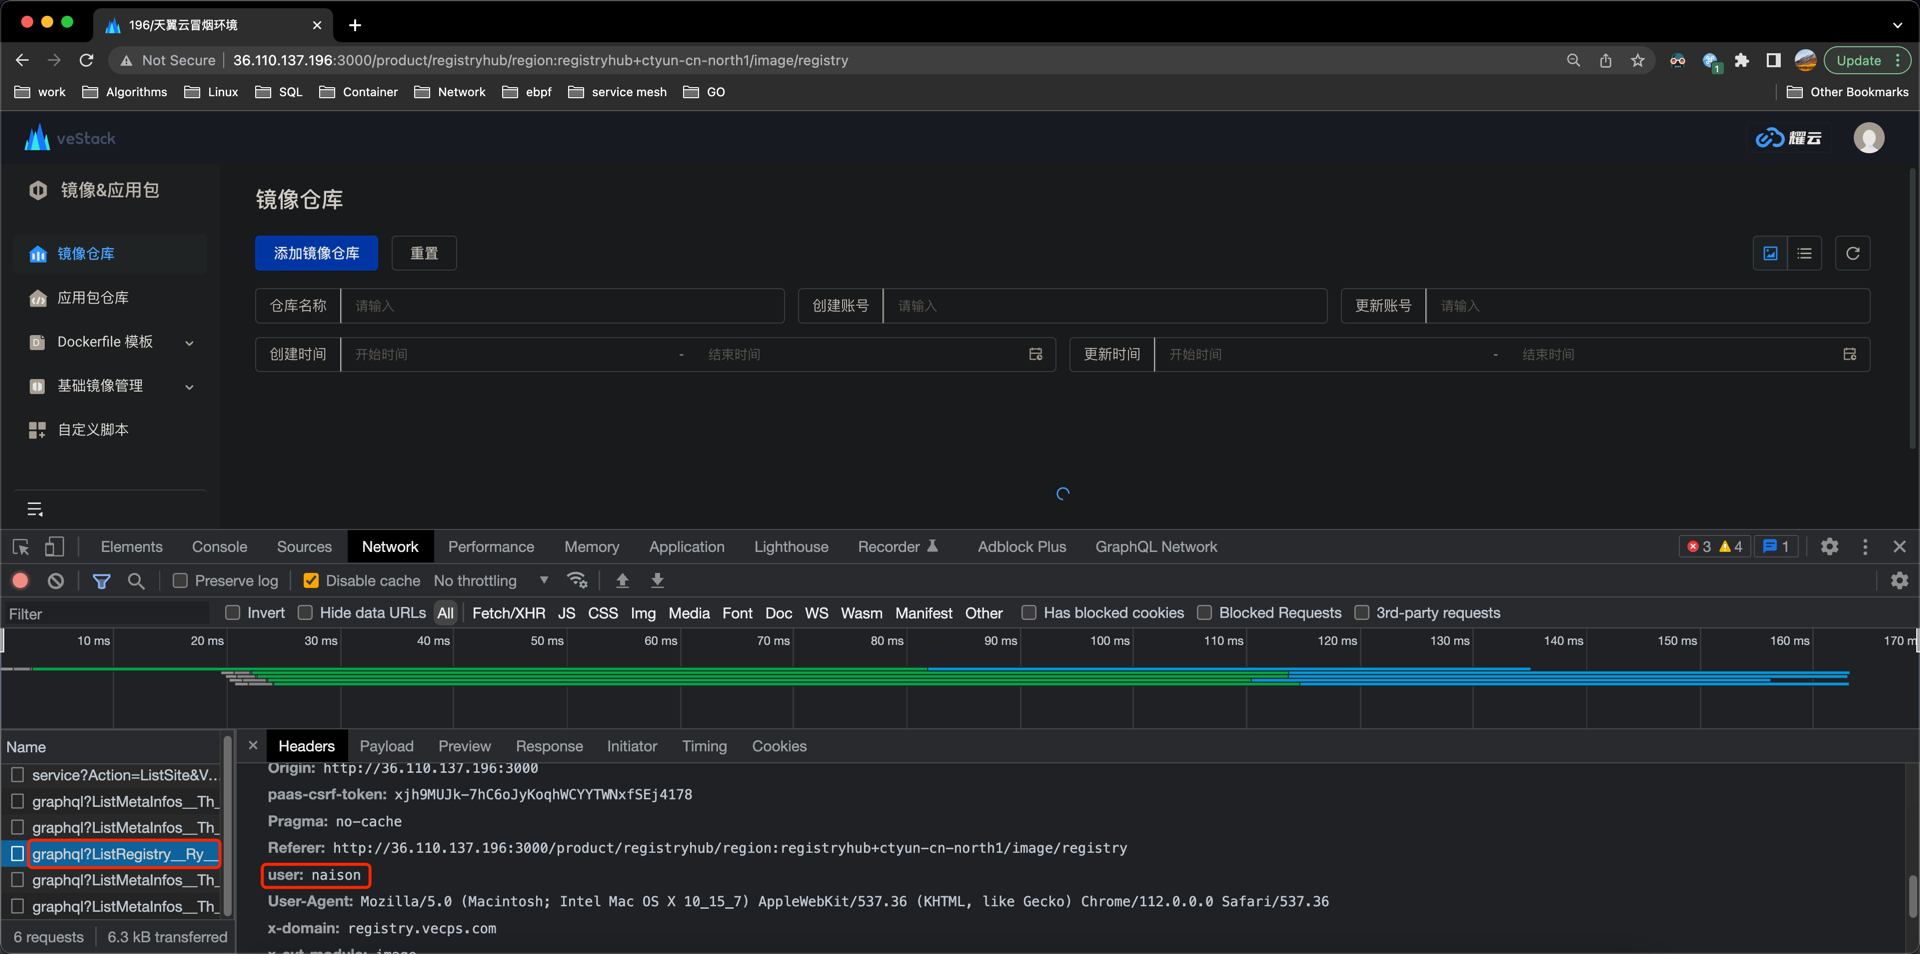 196/天翼云冒烟环境
Not Secure 36.110.137.196:3000/product/registryhub/region:registryhub+ctyun-cn-north1/image/registry
1
Update
work Algorithms Linux SQL Container Network ebpf service mesh GO Other Bookmarks
veStack
耀云
镜像&应用包
镜像仓库
应用包仓库
Dockerfile 模板
基础镜像管理
自定义脚本
镜像仓库
添加镜像仓库 重置
仓库名称 请输入 创建账号 请输入 更新账号 请输入
创建时间 开始时间 - 结束时间 更新时间 开始时间 - 结束时间
Elements Console Sources Network Performance Memory Application Lighthouse Recorder Adblock Plus GraphQL Network 3 4 1
Preserve log Disable cache No throttling
Filter Invert Hide data URLs All Fetch/XHR JS CSS Img Media Font Doc WS Wasm Manifest Other Has blocked cookies Blocked Requests 3rd-party requests
10 ms 20 ms 30 ms 40 ms 50 ms 60 ms 70 ms 80 ms 90 ms 100 ms 110 ms 120 ms 130 ms 140 ms 150 ms 160 ms 170 m
Name
service?Action=ListSite&V...
graphql?ListMetaInfos__Th_
graphql?ListMetaInfos__Th_
graphql?ListRegistry__Ry__
graphql?ListMetaInfos__Th_
graphql?ListMetaInfos__Th_
6 requests 6.3 kB transferred
Headers Payload Preview Response Initiator Timing Cookies
Origin: http://36.110.137.196:3000
paas-csrf-token: xjh9MUJk-7hC6oJyKoqhWCYYTWNxfSEj4178
Pragma: no-cache
Referer: http://36.110.137.196:3000/product/registryhub/region:registryhub+ctyun-cn-north1/image/registry
user: naison
User-Agent: Mozilla/5.0 (Macintosh; Intel Mac OS X 10_15_7) AppleWebKit/537.36 (KHTML, like Gecko) Chrome/112.0.0.0 Safari/537.36
x-domain: registry.vecps.com